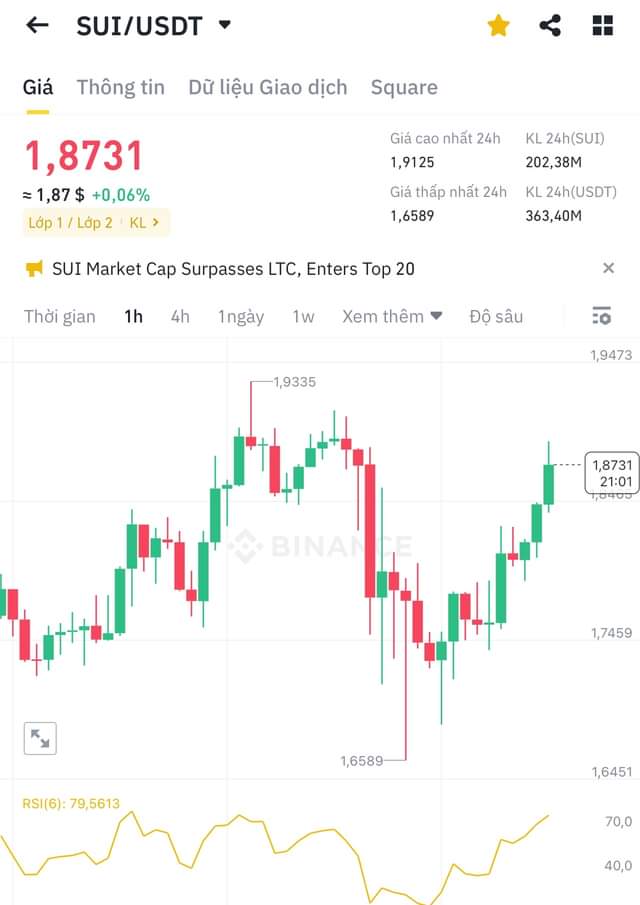 SUI/USDT
Giá Thông tin Dữ liệu Giao dịch Square
1,8731
≈ 1,87 $ +0,06%
Lớp 1 / Lớp 2 KL >
Giá cao nhất 24h KL 24h(SUI)
1,9125 202,38M
Giá thấp nhất 24h KL 24h(USDT)
1,6589 363,40M
SUI Market Cap Surpasses LTC, Enters Top 20
Thời gian 1h 4h 1ngày 1w Xem thêm Độ sâu
1,9473
1,9335
1,8731
21:01
BINANCE
1,7459
1,6589
1,6451
RSI(6): 79,5613
70,0
40,0